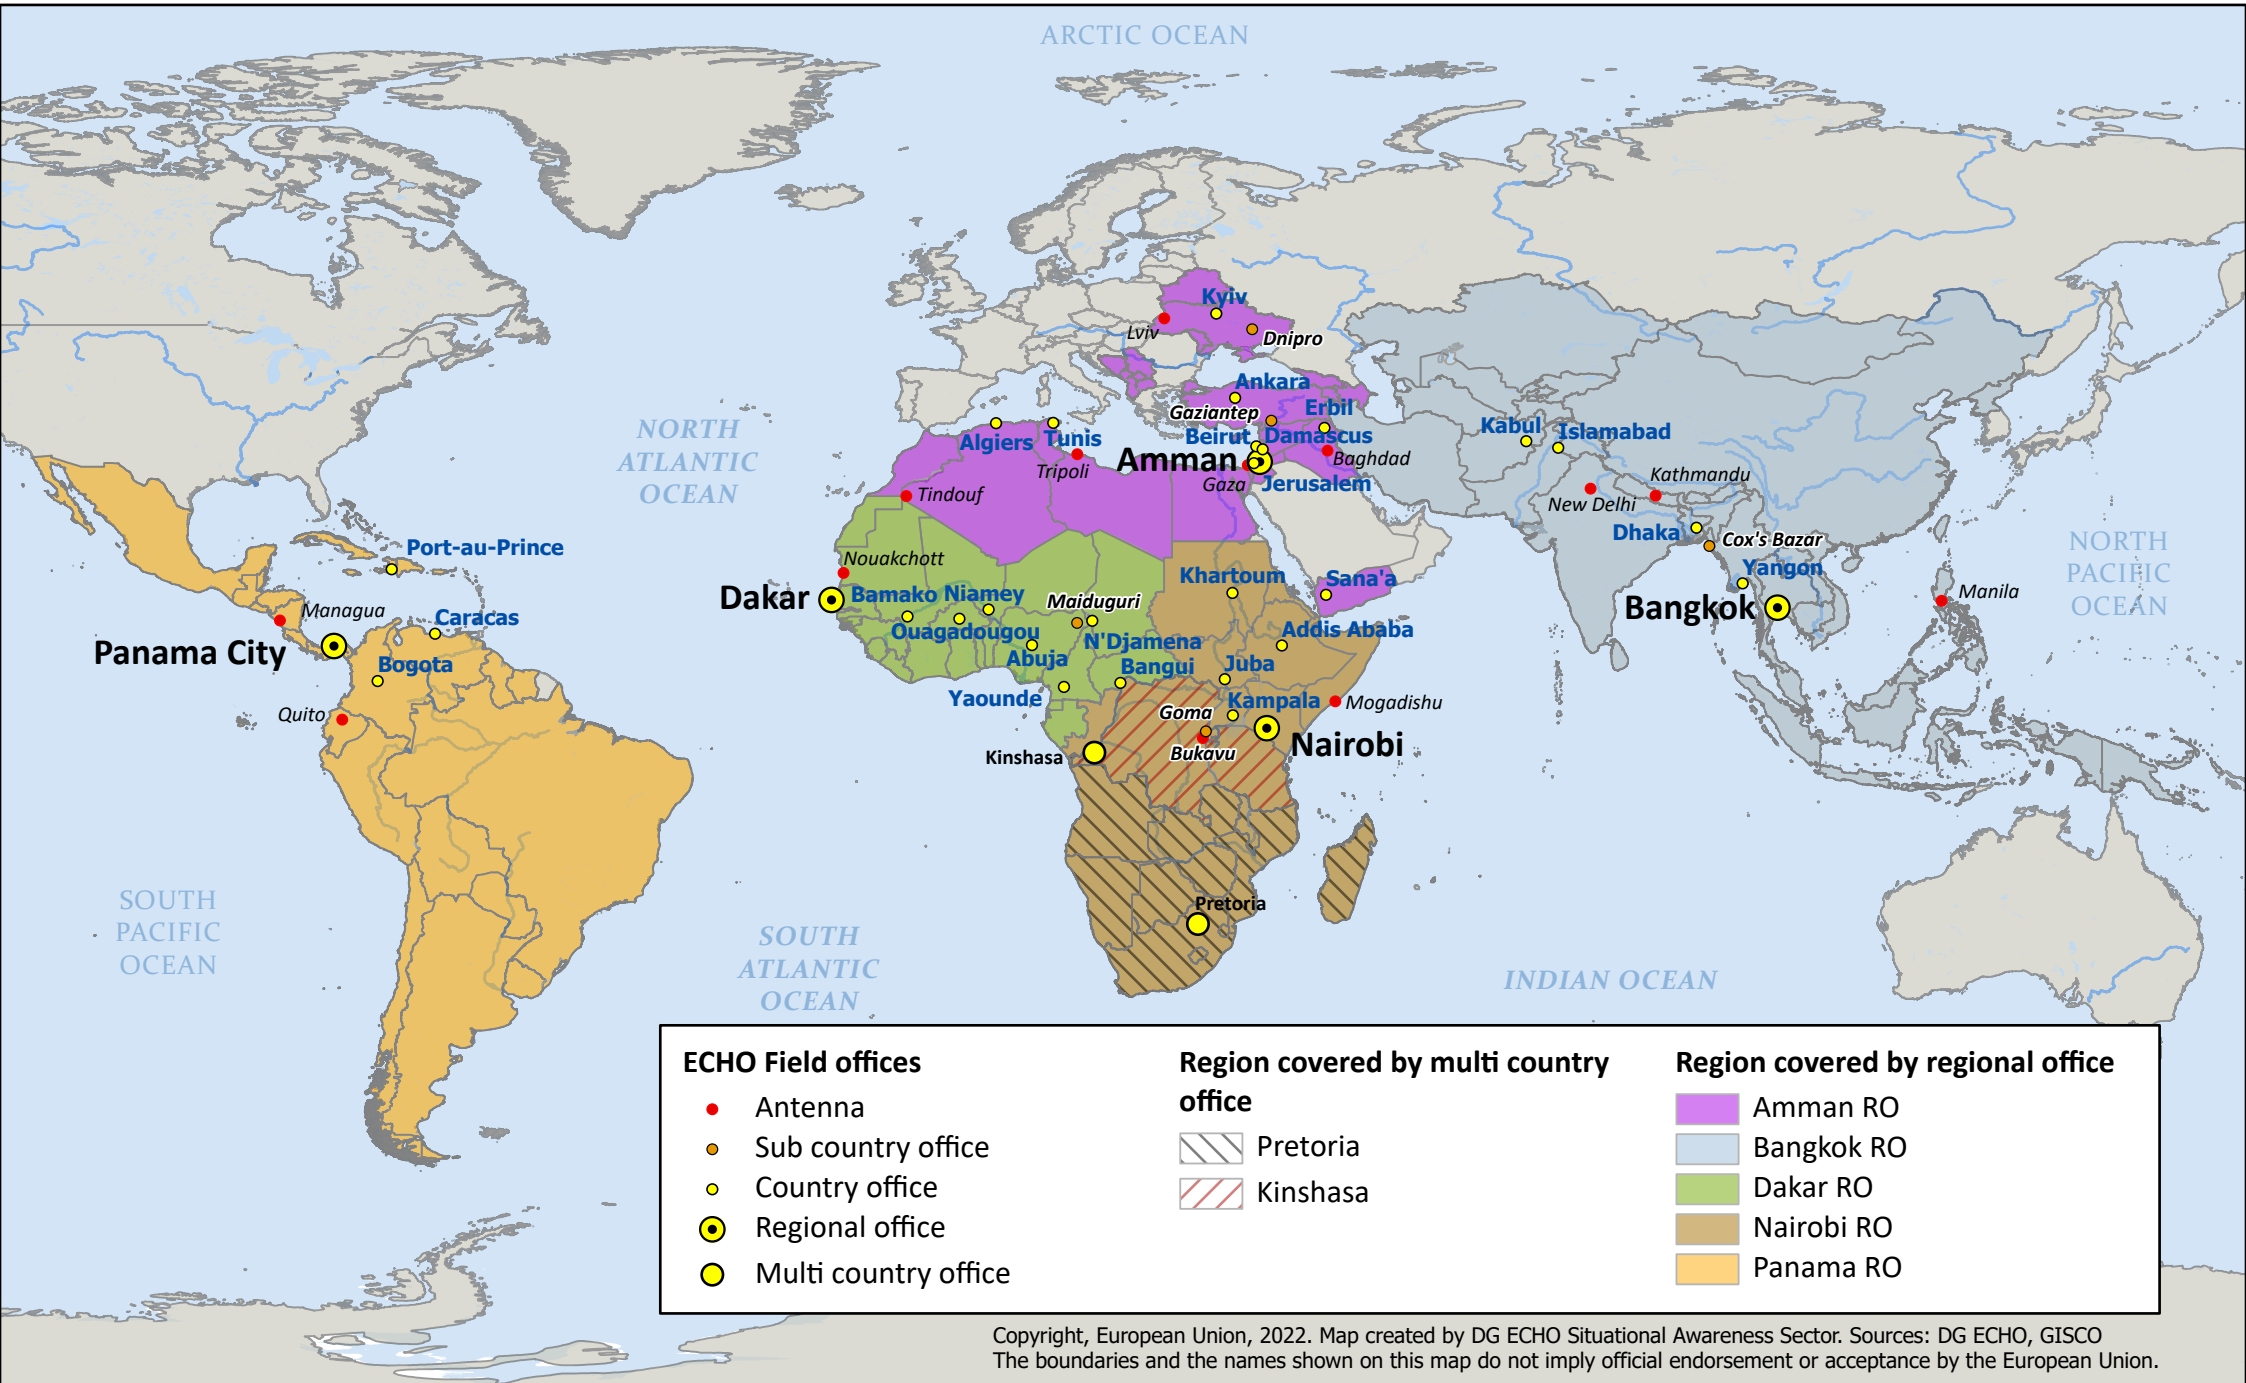 ARCTIC OCEAN
Kyiv
Lviv
Dnipro
Ankara
Gaziantep
Erbil
NORTH
ATLANTIC
OCEAN
Algiers
Tunis
Beirut
Damascus
Kabul
Islamabad
Tripoli
Amman
Baghdad
Kathmandu
Tindouf
Gaza
Jerusalem
New Delhi
Port-au-Prince
Dhaka
Cox's Bazar
NORTH
PACIFIC
OCEAN
Nouakchott
Khartoum
Sana'a
Yangon
Dakar
Bamako
Niamey
Maiduguri
Bangkok
Manila
Managua
Caracas
Ouagadougou
N'Djamena
Addis Ababa
Panama City
Bogota
Abuja
Bangui
Juba
Yaounde
Kampala
Mogadishu
Quito
Goma
Nairobi
Kinshasa
Bukavu
Pretoria
SOUTH
PACIFIC
OCEAN
SOUTH
ATLANTIC
OCEAN
INDIAN OCEAN
ECHO Field offices
Antenna
Sub country office
Country office
Regional office
Multi country office
Region covered by multi country
office
Pretoria
Kinshasa
Region covered by regional office
Amman RO
Bangkok RO
Dakar RO
Nairobi RO
Panama RO
Copyright, European Union, 2022. Map created by DG ECHO Situational Awareness Sector. Sources: DG ECHO, GISCO
The boundaries and the names shown on this map do not imply official endorsement or acceptance by the European Union.